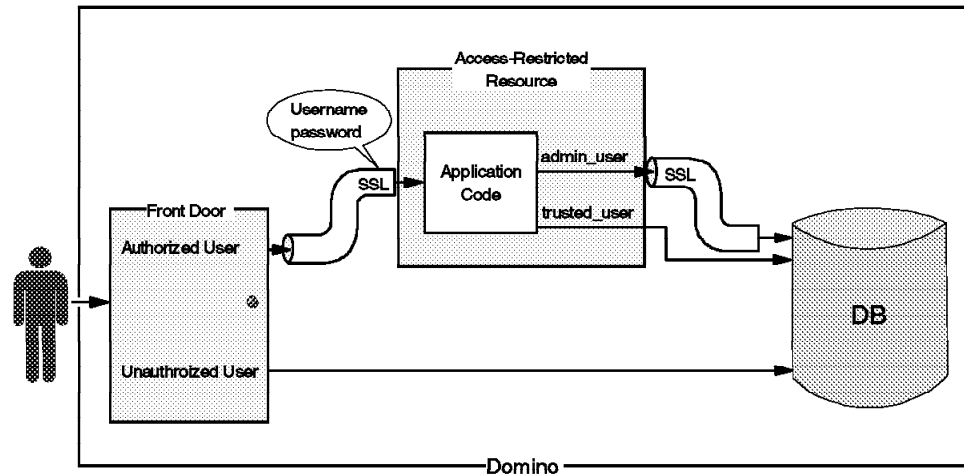 Access-Restricted
Resource
Username
password
SSL
Application
Code
admin_user
trusted_user
SSL
Front Door
Authorized User
Unauthroized User
DB
Domino